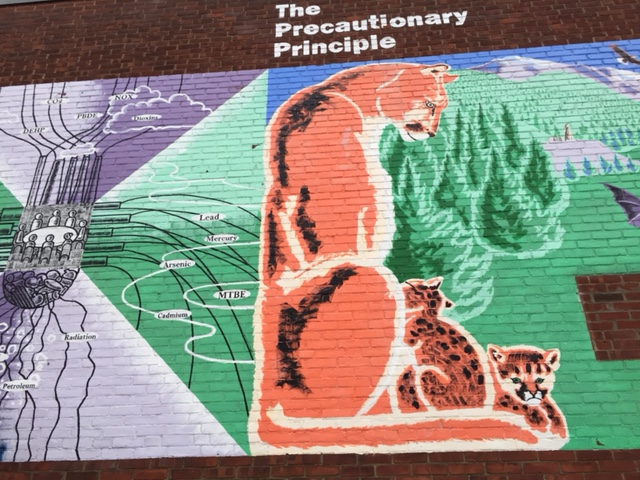 The
Precautionary
Principle
CO₂
NOX
DEHP
PBDE
Dioxins
Lead
Mercury
Arsenic
MTBE
Cadmium
Radiation
Petroleum